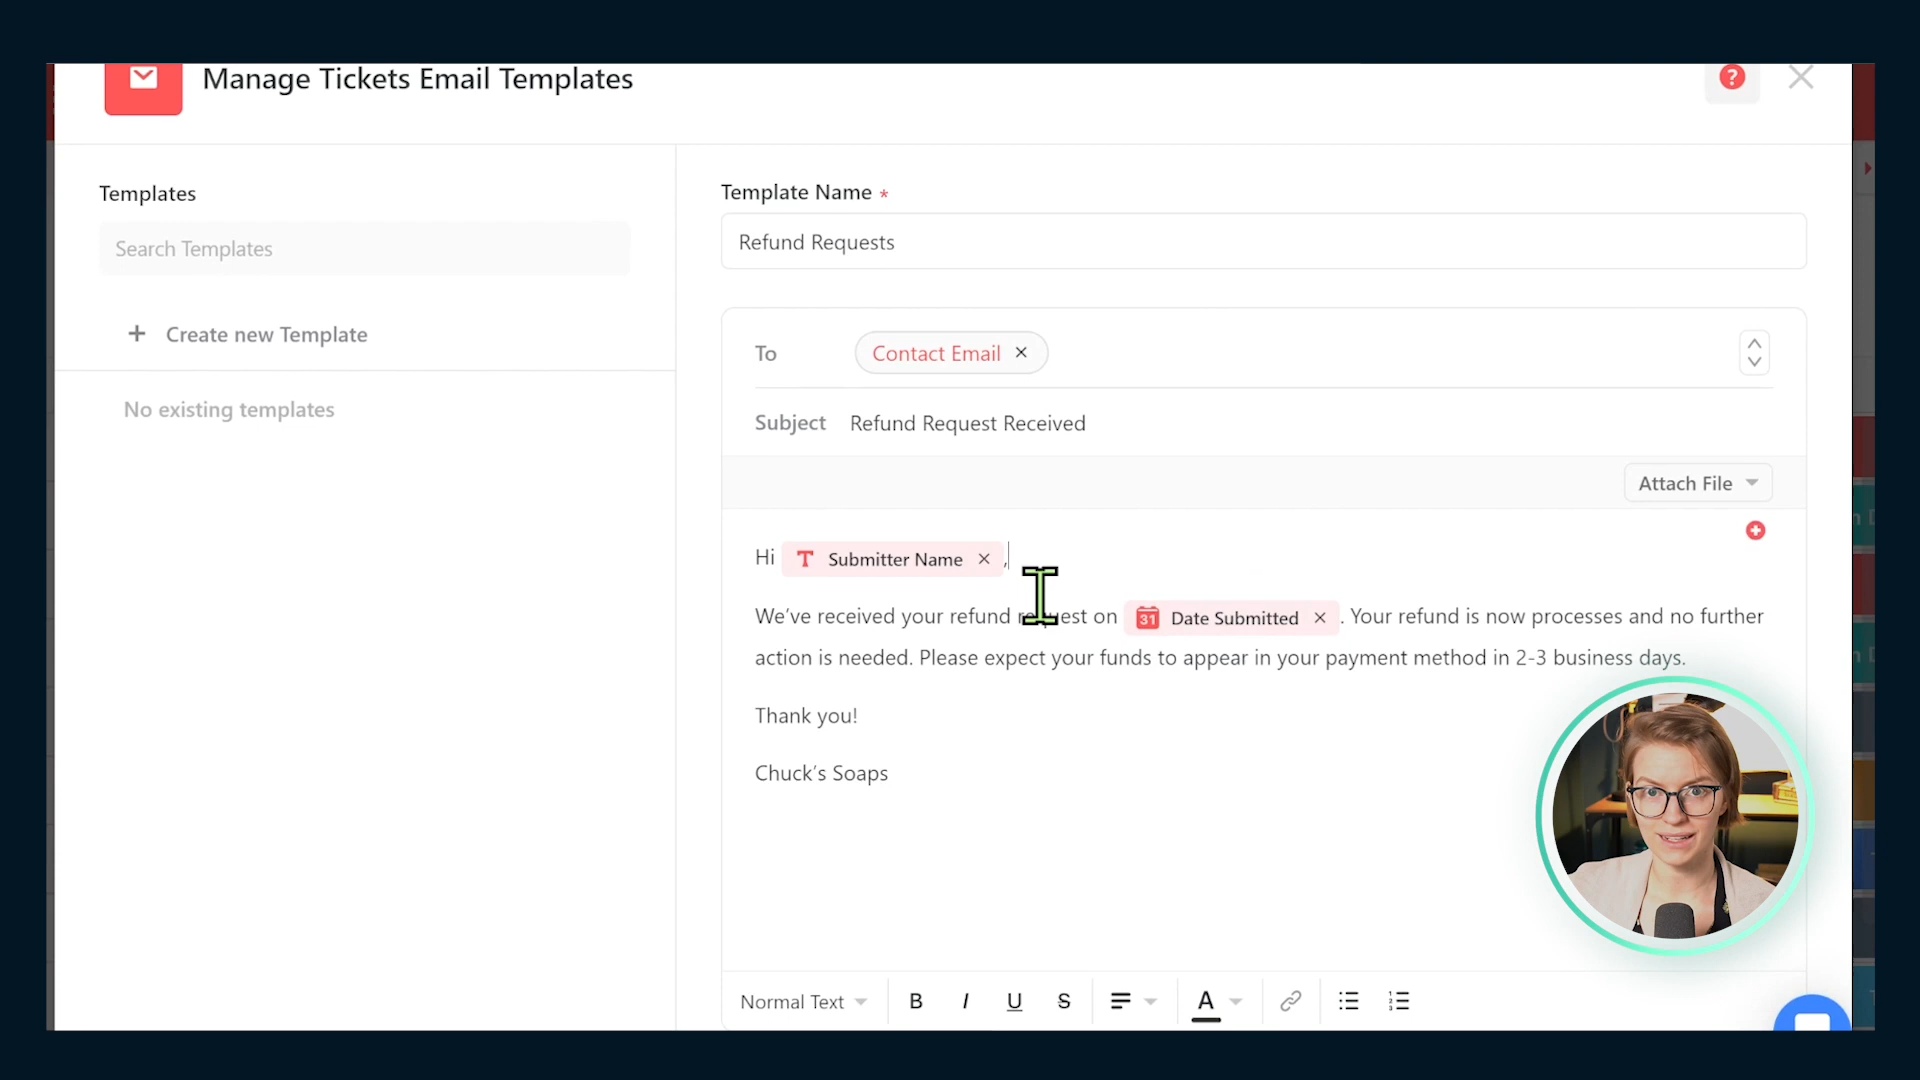 Manage Tickets Email Templates
?
Templates
Search Templates
+ Create new Template
No existing templates
Template Name *
Refund Requests
To Contact Email ×
Subject Refund Request Received
Attach File
Hi T Submitter Name × ,
We've received your refund request on 31 Date Submitted × . Your refund is now processes and no further
action is needed. Please expect your funds to appear in your payment method in 2-3 business days.
Thank you!
Chuck's Soaps
Normal Text B I U S A